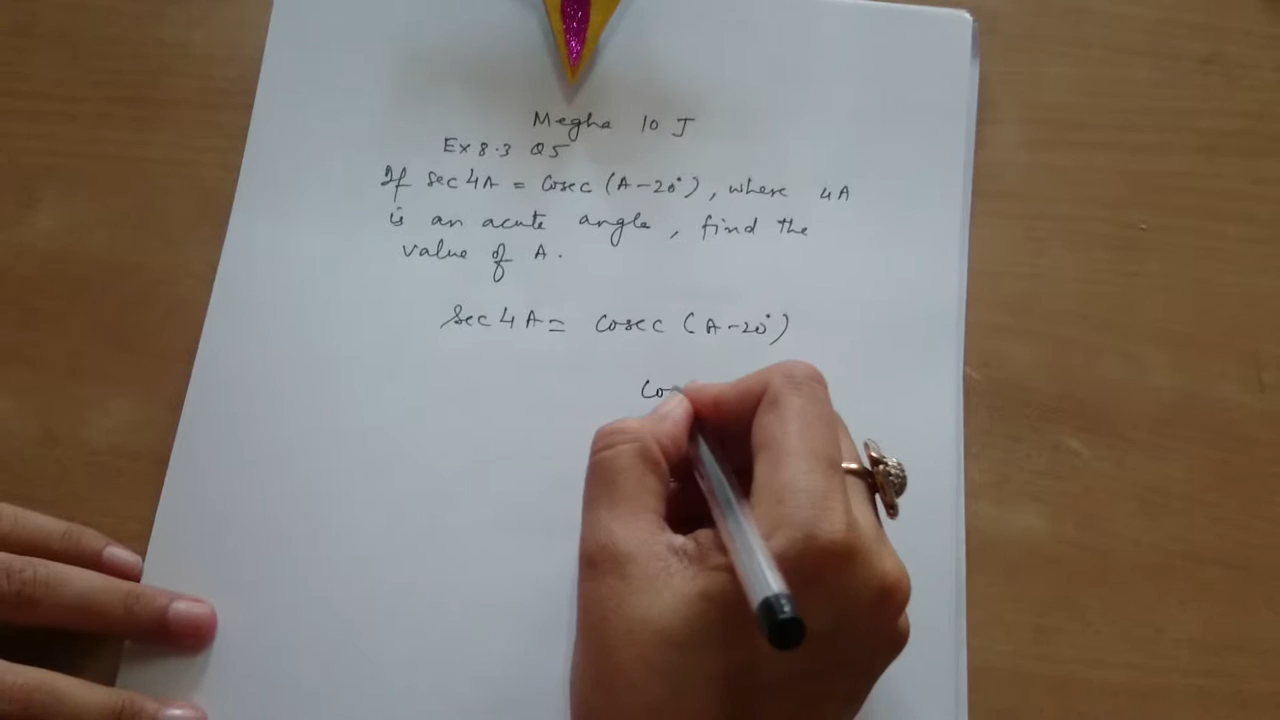 Megha 10 J
Ex 8.3 Q5
If sec 4A = Cosec (A-20°), where 4A
is an acute angle, find the
value of A.
Sec 4A = Cosec (A-20°)
Co